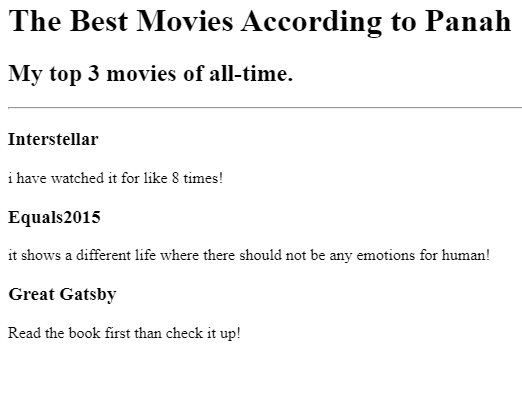 The Best Movies According to Panah
My top 3 movies of all-time.
Interstellar
i have watched it for like 8 times!
Equals2015
it shows a different life where there should not be any emotions for human!
Great Gatsby
Read the book first than check it up!